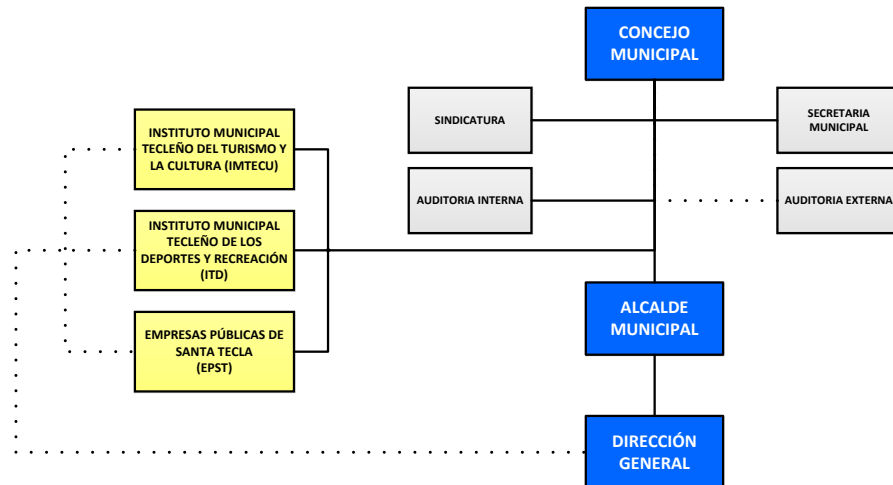 CONCEJO
MUNICIPAL
SINDICATURA
SECRETARIA
MUNICIPAL
INSTITUTO MUNICIPAL
TECLEÑO DEL TURISMO Y
LA CULTURA (IMTECU)
AUDITORIA INTERNA
AUDITORIA EXTERNA
INSTITUTO MUNICIPAL
TECLEÑO DE LOS
DEPORTES Y RECREACIÓN
(ITD)
ALCALDE
MUNICIPAL
EMPRESAS PÚBLICAS DE
SANTA TECLA
(EPST)
DIRECCIÓN
GENERAL